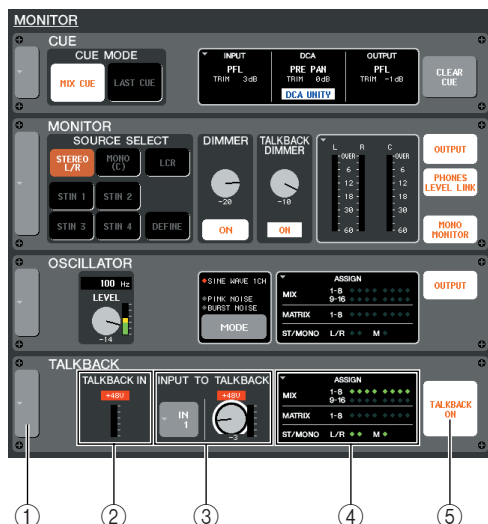 MONITOR
CUE
CUE MODE
MIX CUE
LAST CUE
INPUT
PFL
TRIM 3dB
DCA
PRE PAN
TRIM 0dB
DCA UNITY
OUTPUT
PFL
TRIM -1dB
CLEAR
CUE
MONITOR
SOURCE SELECT
STEREO
L/R
MONO
(C)
LCR
STIN 1
STIN 2
STIN 3
STIN 4
DEFINE
DIMMER
-20
ON
TALKBACK
DIMMER
-10
ON
L R C
OVER OVER
6 6
12 12
18 18
30 30
60 60
OUTPUT
PHONES
LEVEL LINK
MONO
MONITOR
OSCILLATOR
100 Hz
LEVEL
-14
SINE WAVE 1CH
PINK NOISE
BURST NOISE
MODE
ASSIGN
MIX 1-8
9-16
MATRIX 1-8
ST/MONO L/R M
OUTPUT
TALKBACK
TALKBACK IN
+48V
INPUT TO TALKBACK
IN
1
+48V
-3
ASSIGN
MIX 1-8
9-16
MATRIX 1-8
ST/MONO L/R M
TALKBACK
ON
① ② ③ ④ ⑤